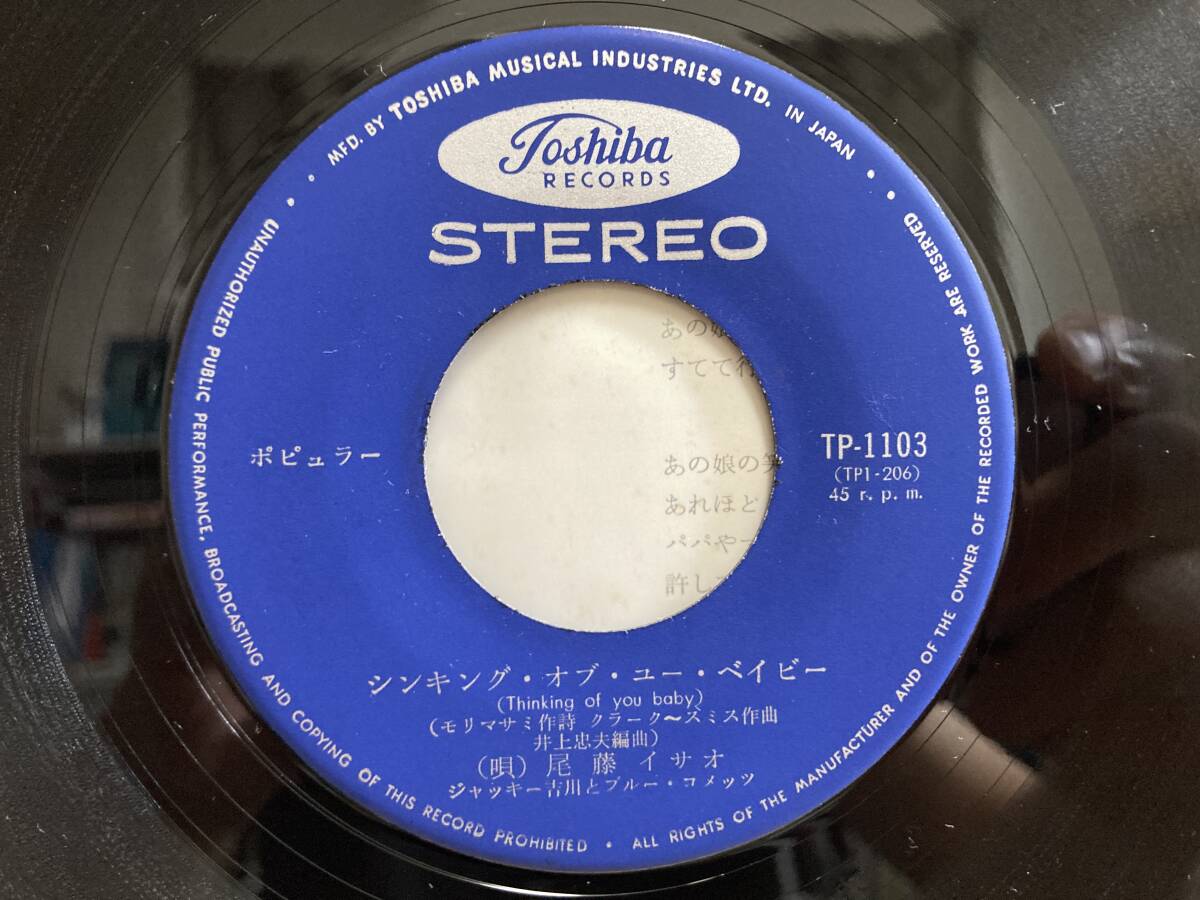 MFD. BY TOSHIBA MUSICAL INDUSTRIES LTD. IN JAPAN
Toshiba
RECORDS
STEREO
ポピュラー
TP-1103
(TP1-206)
45 r. p. m.
あの娘
すてて行
あの娘の笑
あれほど
パパや
許し
シンキング・オブ・ユー・ベイビー
(Thinking of you baby)
(モリマサミ作詩 クラーク〜スミス作曲
井上忠夫編曲)
(唄) 尾藤イサオ
ジャッキー吉川とブルー・コメッツ
UNAUTHORIZED PUBLIC PERFORMANCE, BROADCASTING AND COPYING OF THIS RECORD PROHIBITED • ALL RIGHTS OF THE MANUFACTURER AND OF THE OWNER OF THE RECORDED WORK ARE RESERVED